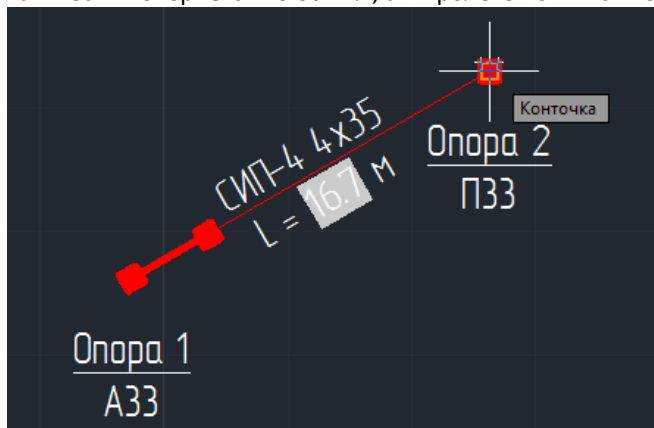 СИП-4 4х35
L = 16.7 м
Конточка
Опора 2
П33
Опора 1
А33